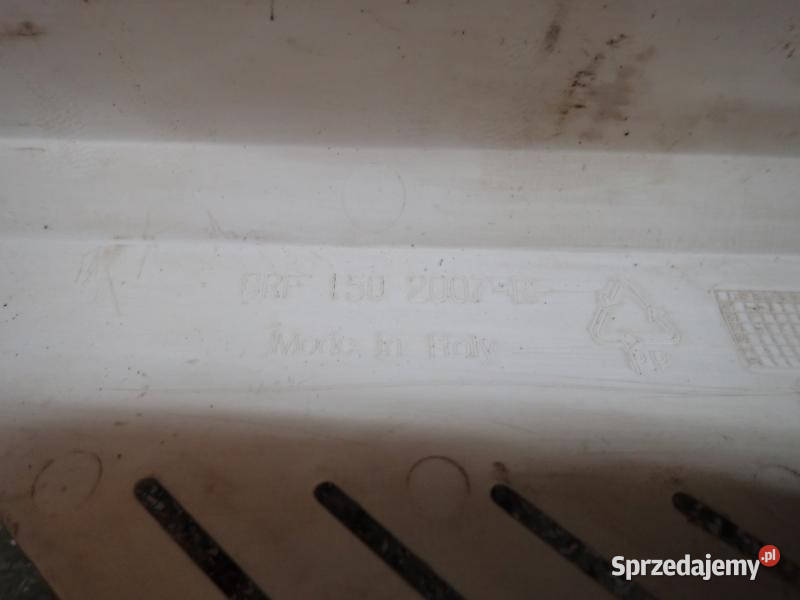 CRF 150 2007-R
Made In Italy
PP
Sprzedajemy.pl